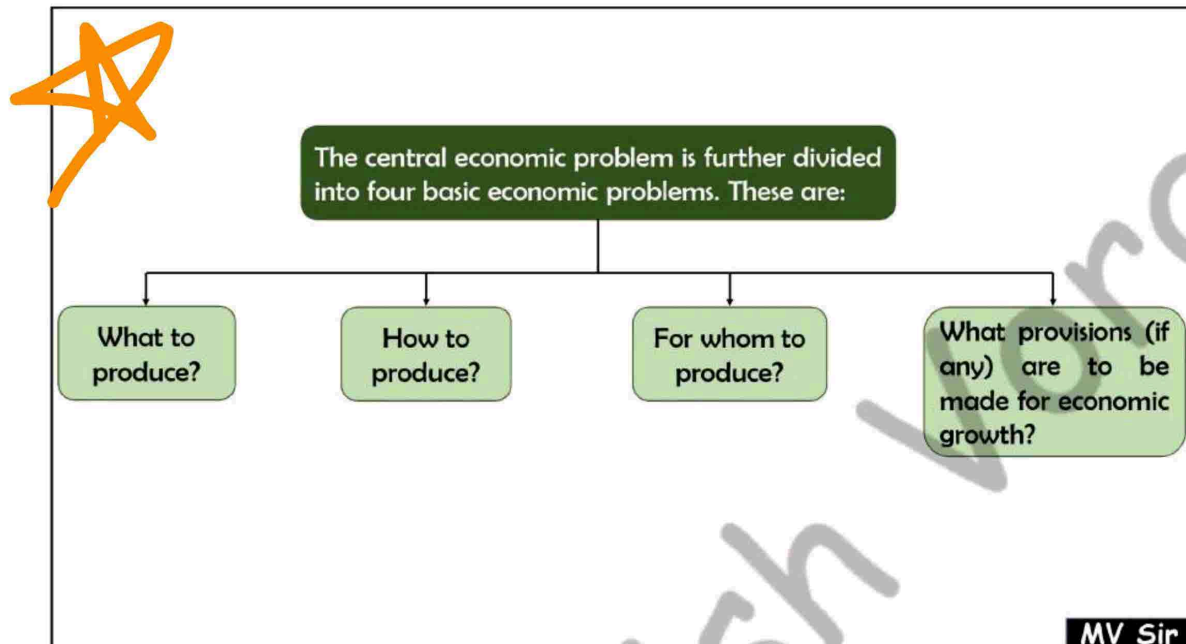 The central economic problem is further divided
into four basic economic problems. These are:
What to
produce?
How to
produce?
For whom to
produce?
What provisions (if
any) are to be
made for economic
growth?
MV Sir